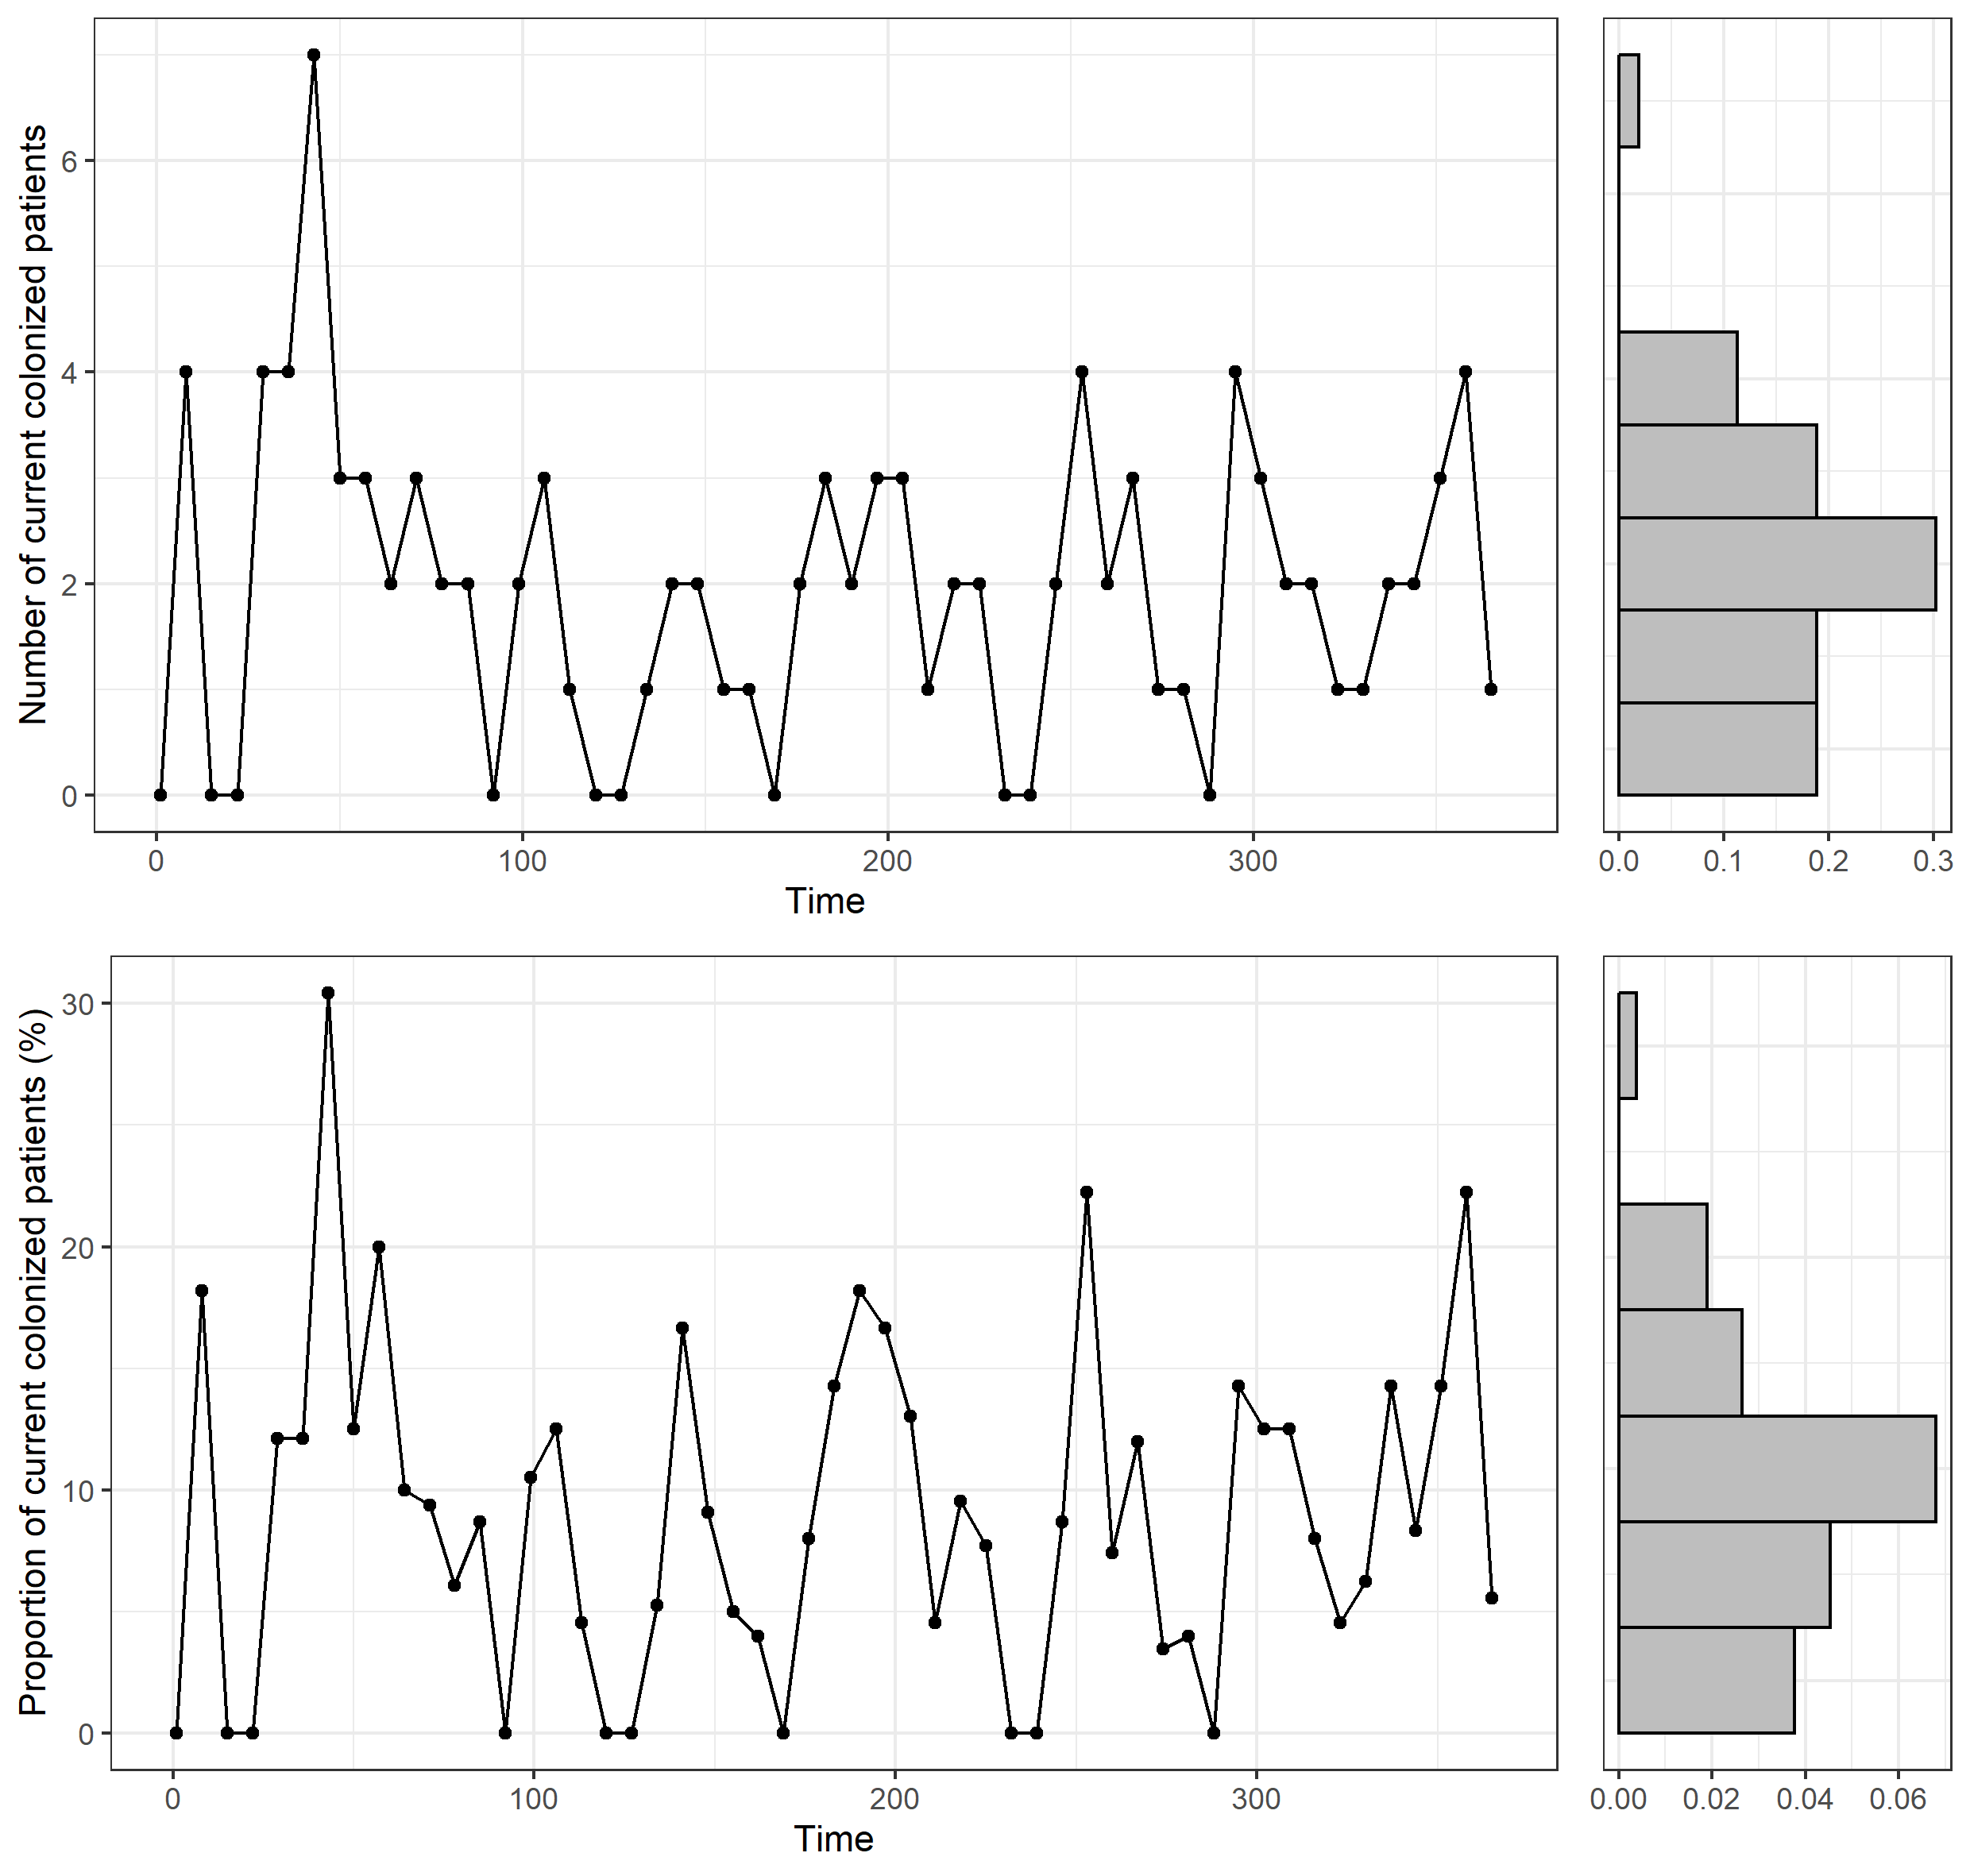 Number of current colonized patients
6
4
2
0
0 100 200 300
Time
0.0 0.1 0.2 0.3
Proportion of current colonized patients (%)
30
20
10
0
0 100 200 300
Time
0.00 0.02 0.04 0.06